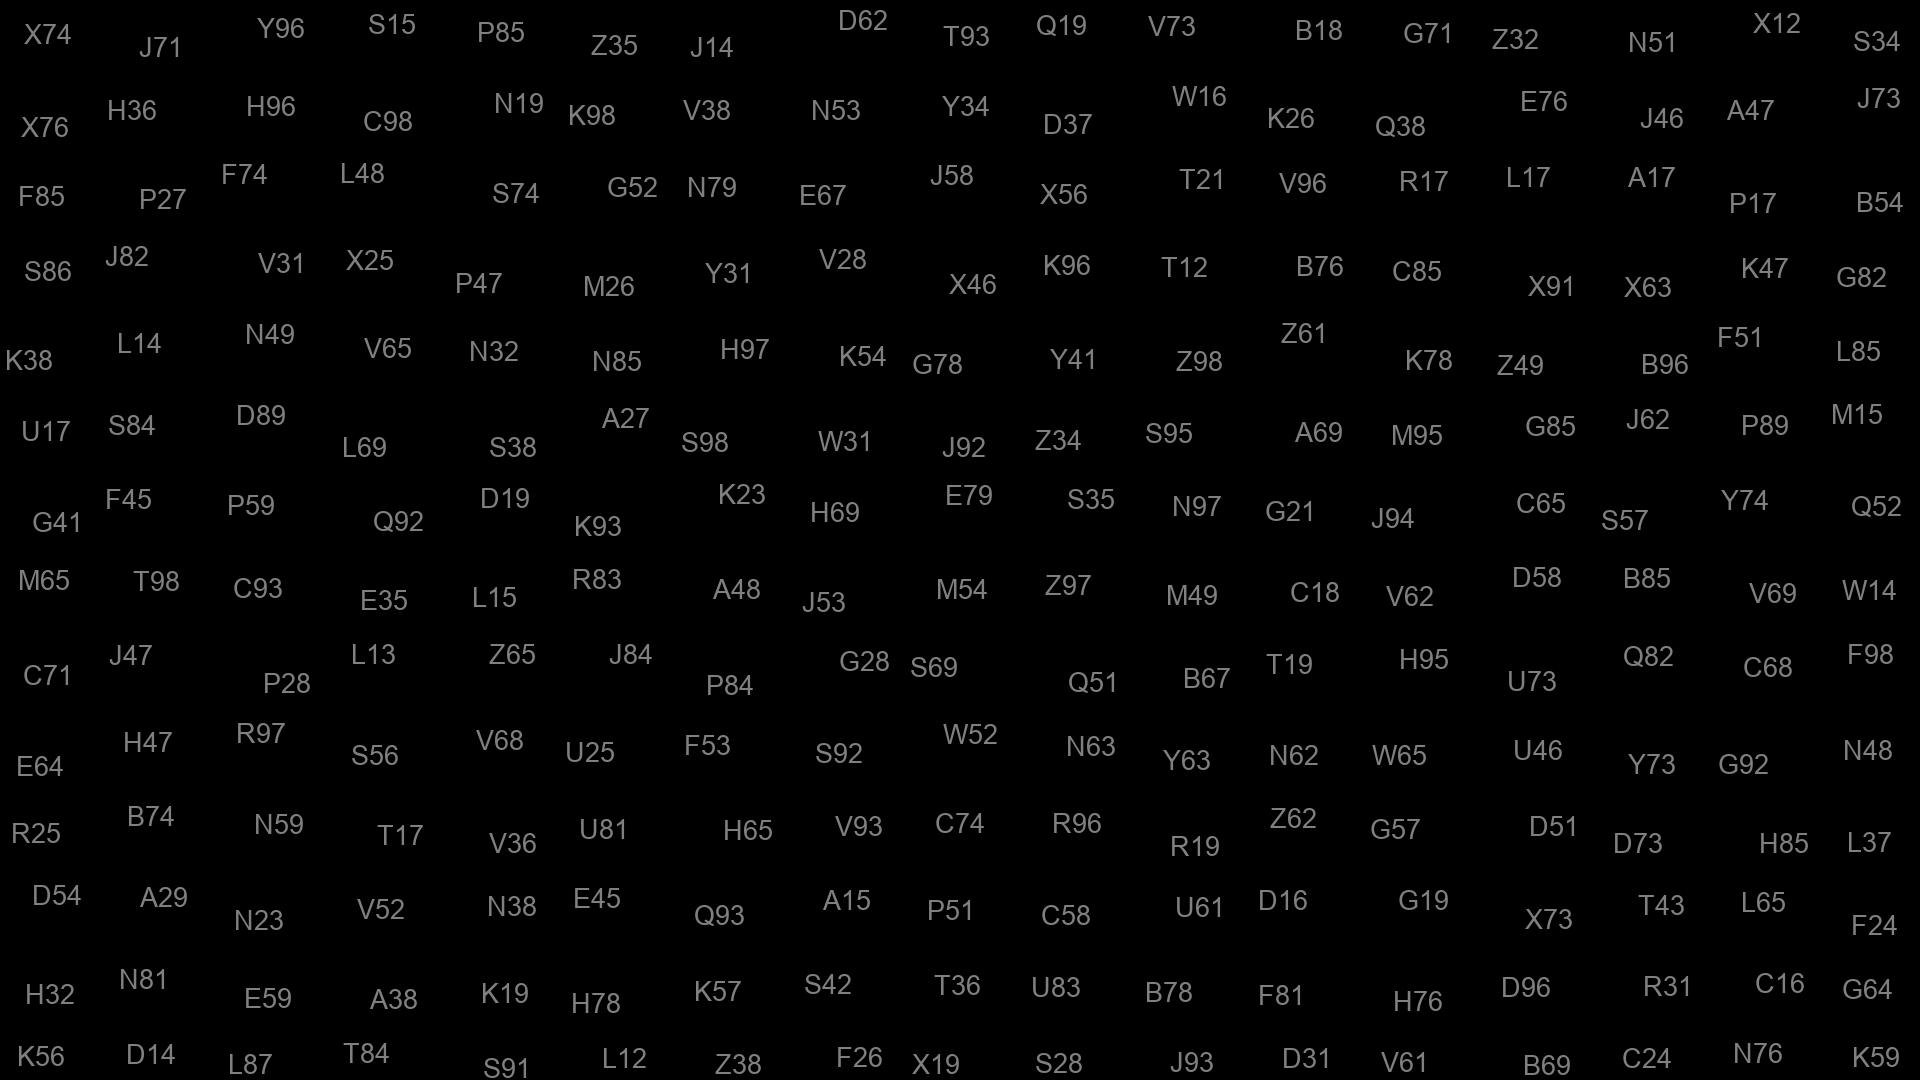 X74 J71 Y96 S15 P85 Z35 J14 D62 T93 Q19 V73 B18 G71 Z32 N51 X12 S34
X76 H36 H96 C98 N19 K98 V38 N53 Y34 D37 W16 K26 Q38 E76 J46 A47 J73
F85 P27 F74 L48 S74 G52 N79 E67 J58 X56 T21 V96 R17 L17 A17 P17 B54
S86 J82 V31 X25 P47 M26 Y31 V28 X46 K96 T12 B76 C85 X91 X63 K47 G82
K38 L14 N49 V65 N32 N85 H97 K54 G78 Y41 Z98 Z61 K78 Z49 B96 F51 L85
U17 S84 D89 L69 S38 A27 S98 W31 J92 Z34 S95 A69 M95 G85 J62 P89 M15
G41 F45 P59 Q92 D19 K93 K23 H69 E79 S35 N97 G21 J94 C65 S57 Y74 Q52
M65 T98 C93 E35 L15 R83 A48 J53 M54 Z97 M49 C18 V62 D58 B85 V69 W14
C71 J47 P28 L13 Z65 J84 P84 G28 S69 Q51 B67 T19 H95 U73 Q82 C68 F98
E64 H47 R97 S56 V68 U25 F53 S92 W52 N63 Y63 N62 W65 U46 Y73 G92 N48
R25 B74 N59 T17 V36 U81 H65 V93 C74 R96 R19 Z62 G57 D51 D73 H85 L37
D54 A29 N23 V52 N38 E45 Q93 A15 P51 C58 U61 D16 G19 X73 T43 L65 F24
H32 N81 E59 A38 K19 H78 K57 S42 T36 U83 B78 F81 H76 D96 R31 C16 G64
K56 D14 L87 T84 S91 L12 Z38 F26 X19 S28 J93 D31 V61 B69 C24 N76 K59